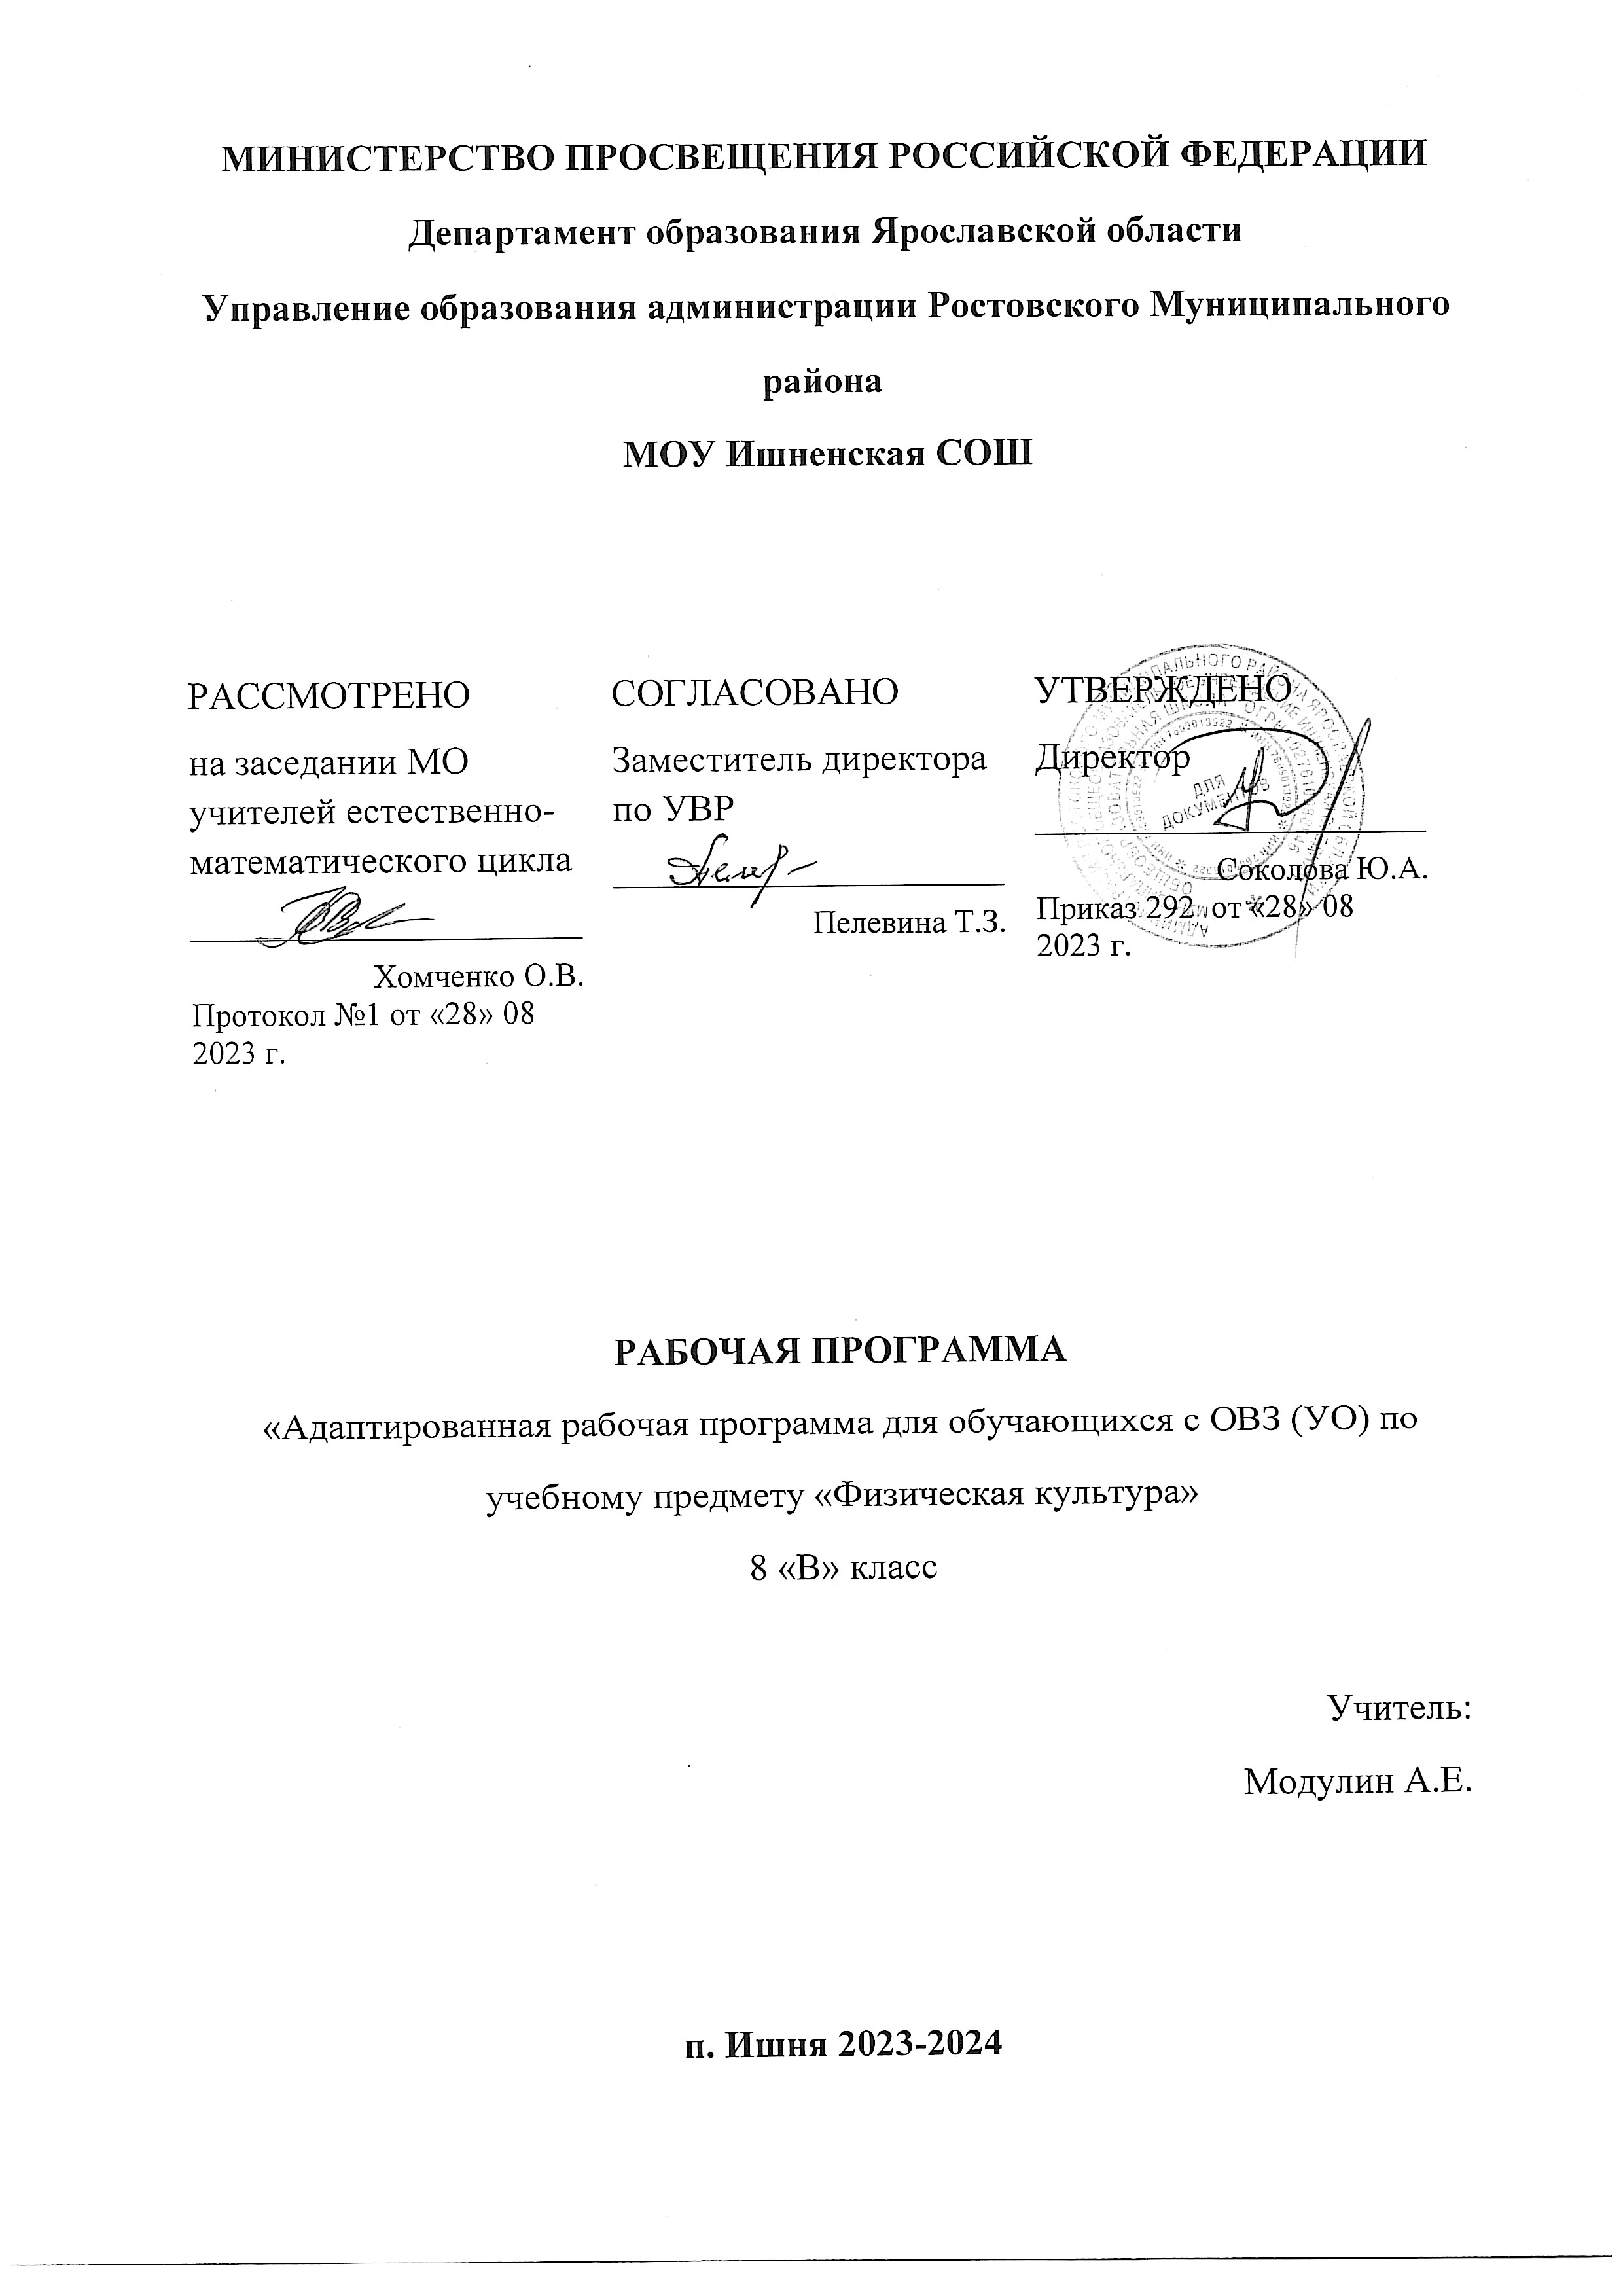 МИНИСТЕРСТВО ПРОСВЕЩЕНИЯ РОССИЙСКОЙ ФЕДЕРАЦИИ
Департамент образования Ярославской области
Управление образования администрации Ростовского Муниципального
района
МОУ Ишненская СОШ
РАССМОТРЕНО
на заседании МО
учителей естественно-
математического цикла
Хомченко О.В.
Протокол №1 от «28» 08
2023 г.
СОГЛАСОВАНО
Заместитель директора
по УВР
Пелевина Т.З.
УТВЕРЖДЕНО
Директор
ДЛЯ
ДОКУМЕНТОВ
Соколова Ю.А.
Приказ 292 от «28» 08
2023 г.
РАБОЧАЯ ПРОГРАММА
«Адаптированная рабочая программа для обучающихся с ОВЗ (УО) по
учебному предмету «Физическая культура»
8 «В» класс
Учитель:
Модулин А.Е.
п. Ишня 2023-2024